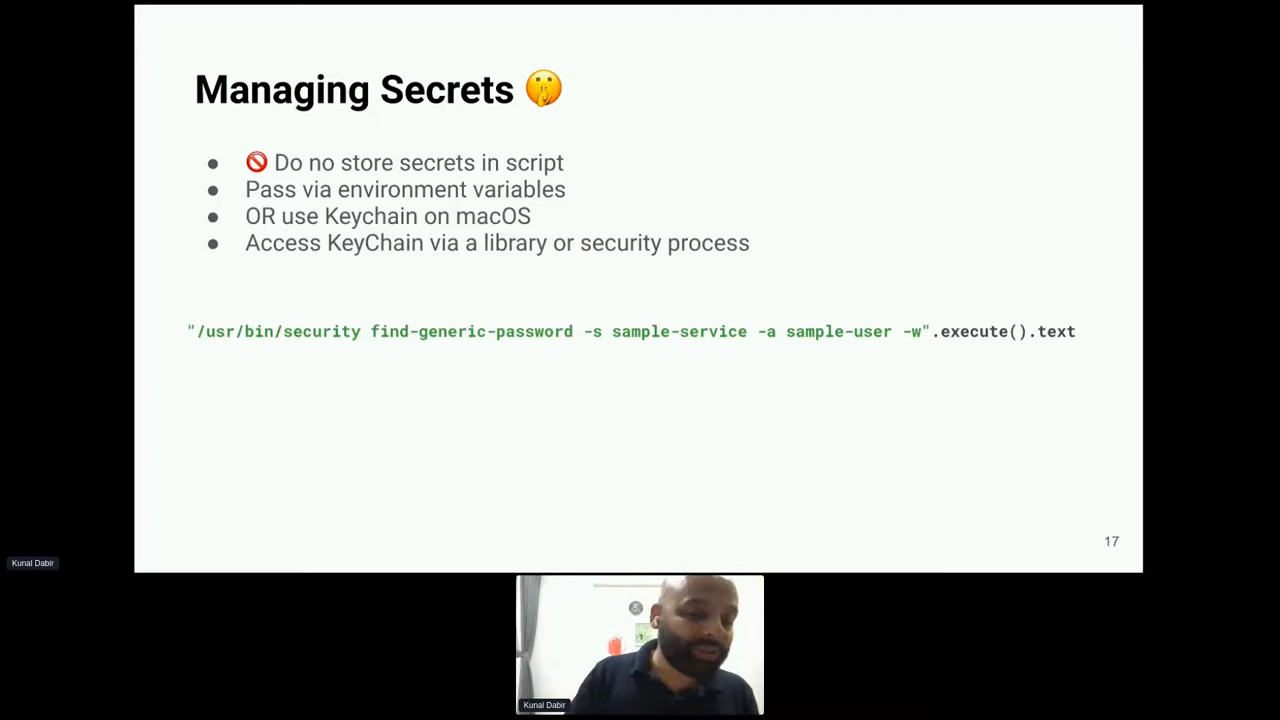 Managing Secrets 🤫
● 🚫 Do no store secrets in script
● Pass via environment variables
● OR use Keychain on macOS
● Access KeyChain via a library or security process
"/usr/bin/security find-generic-password -s sample-service -a sample-user -w".execute().text
17
Kunal Dabir
Kunal Dabir